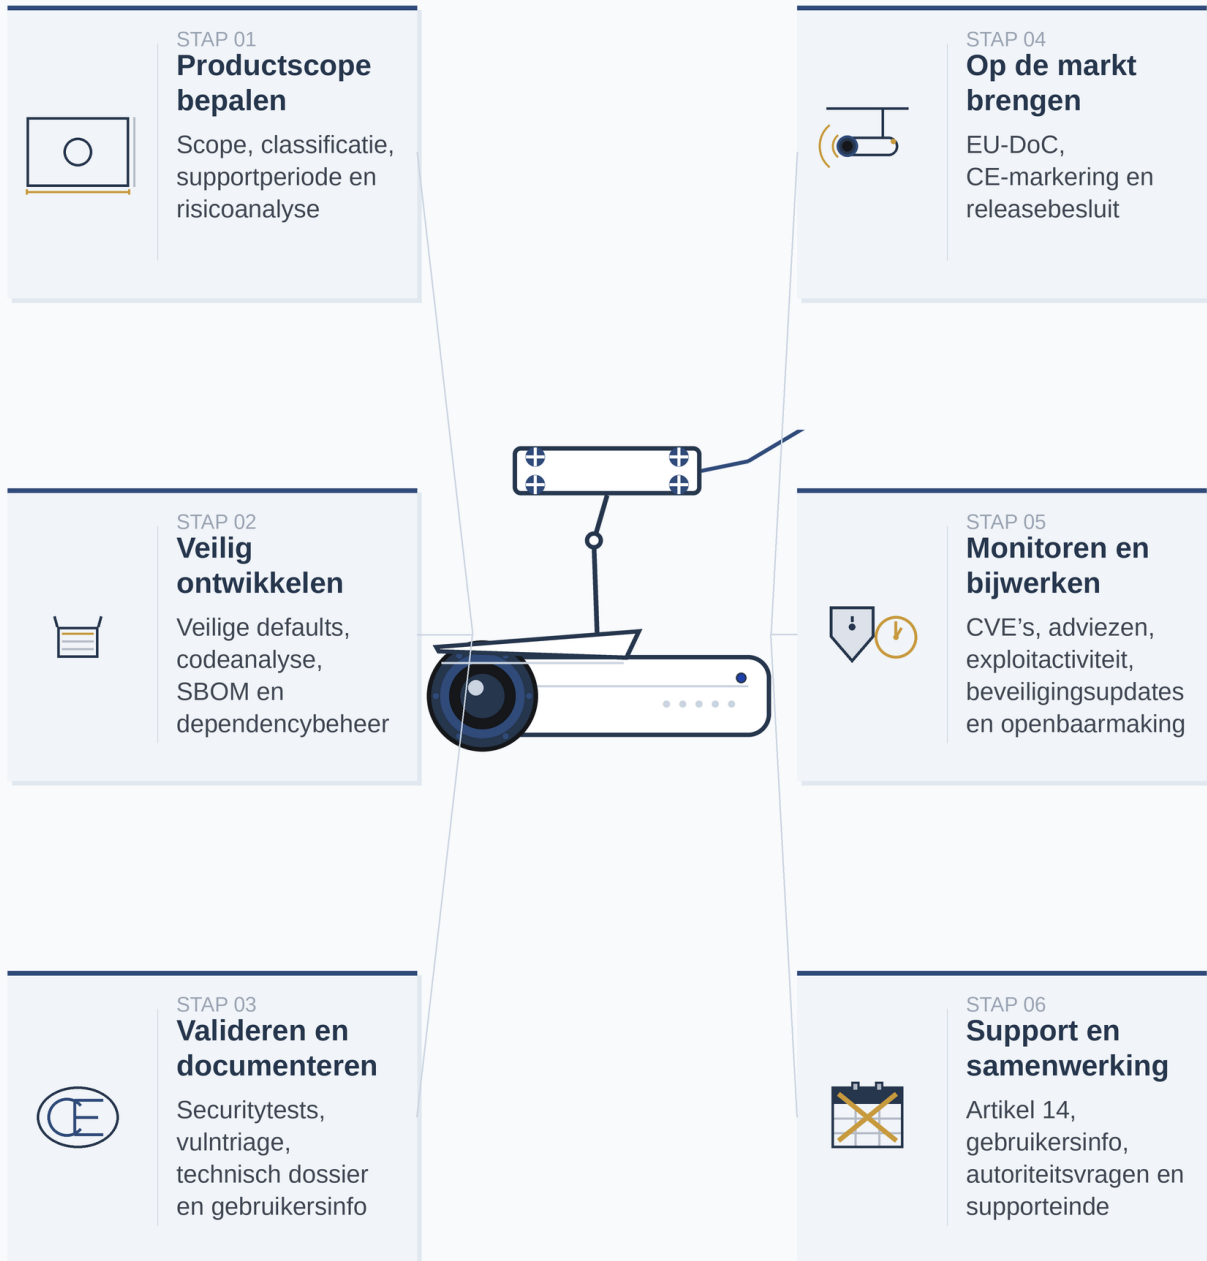 STAP 01
Productscope
bepalen
Scope, classificatie,
supportperiode en
risicoanalyse
STAP 02
Veilig
ontwikkelen
Veilige defaults,
codeanalyse,
SBOM en
dependencybeheer
STAP 03
Valideren en
documenteren
Securitytests,
vulntriage,
technisch dossier
en gebruikersinfo
STAP 04
Op de markt
brengen
EU-DoC,
CE-markering en
releasebesluit
STAP 05
Monitoren en
bijwerken
CVE’s, adviezen,
exploitactiviteit,
beveiligingsupdates
en openbaarmaking
STAP 06
Support en
samenwerking
Artikel 14,
gebruikersinfo,
autoriteitsvragen en
supporteinde